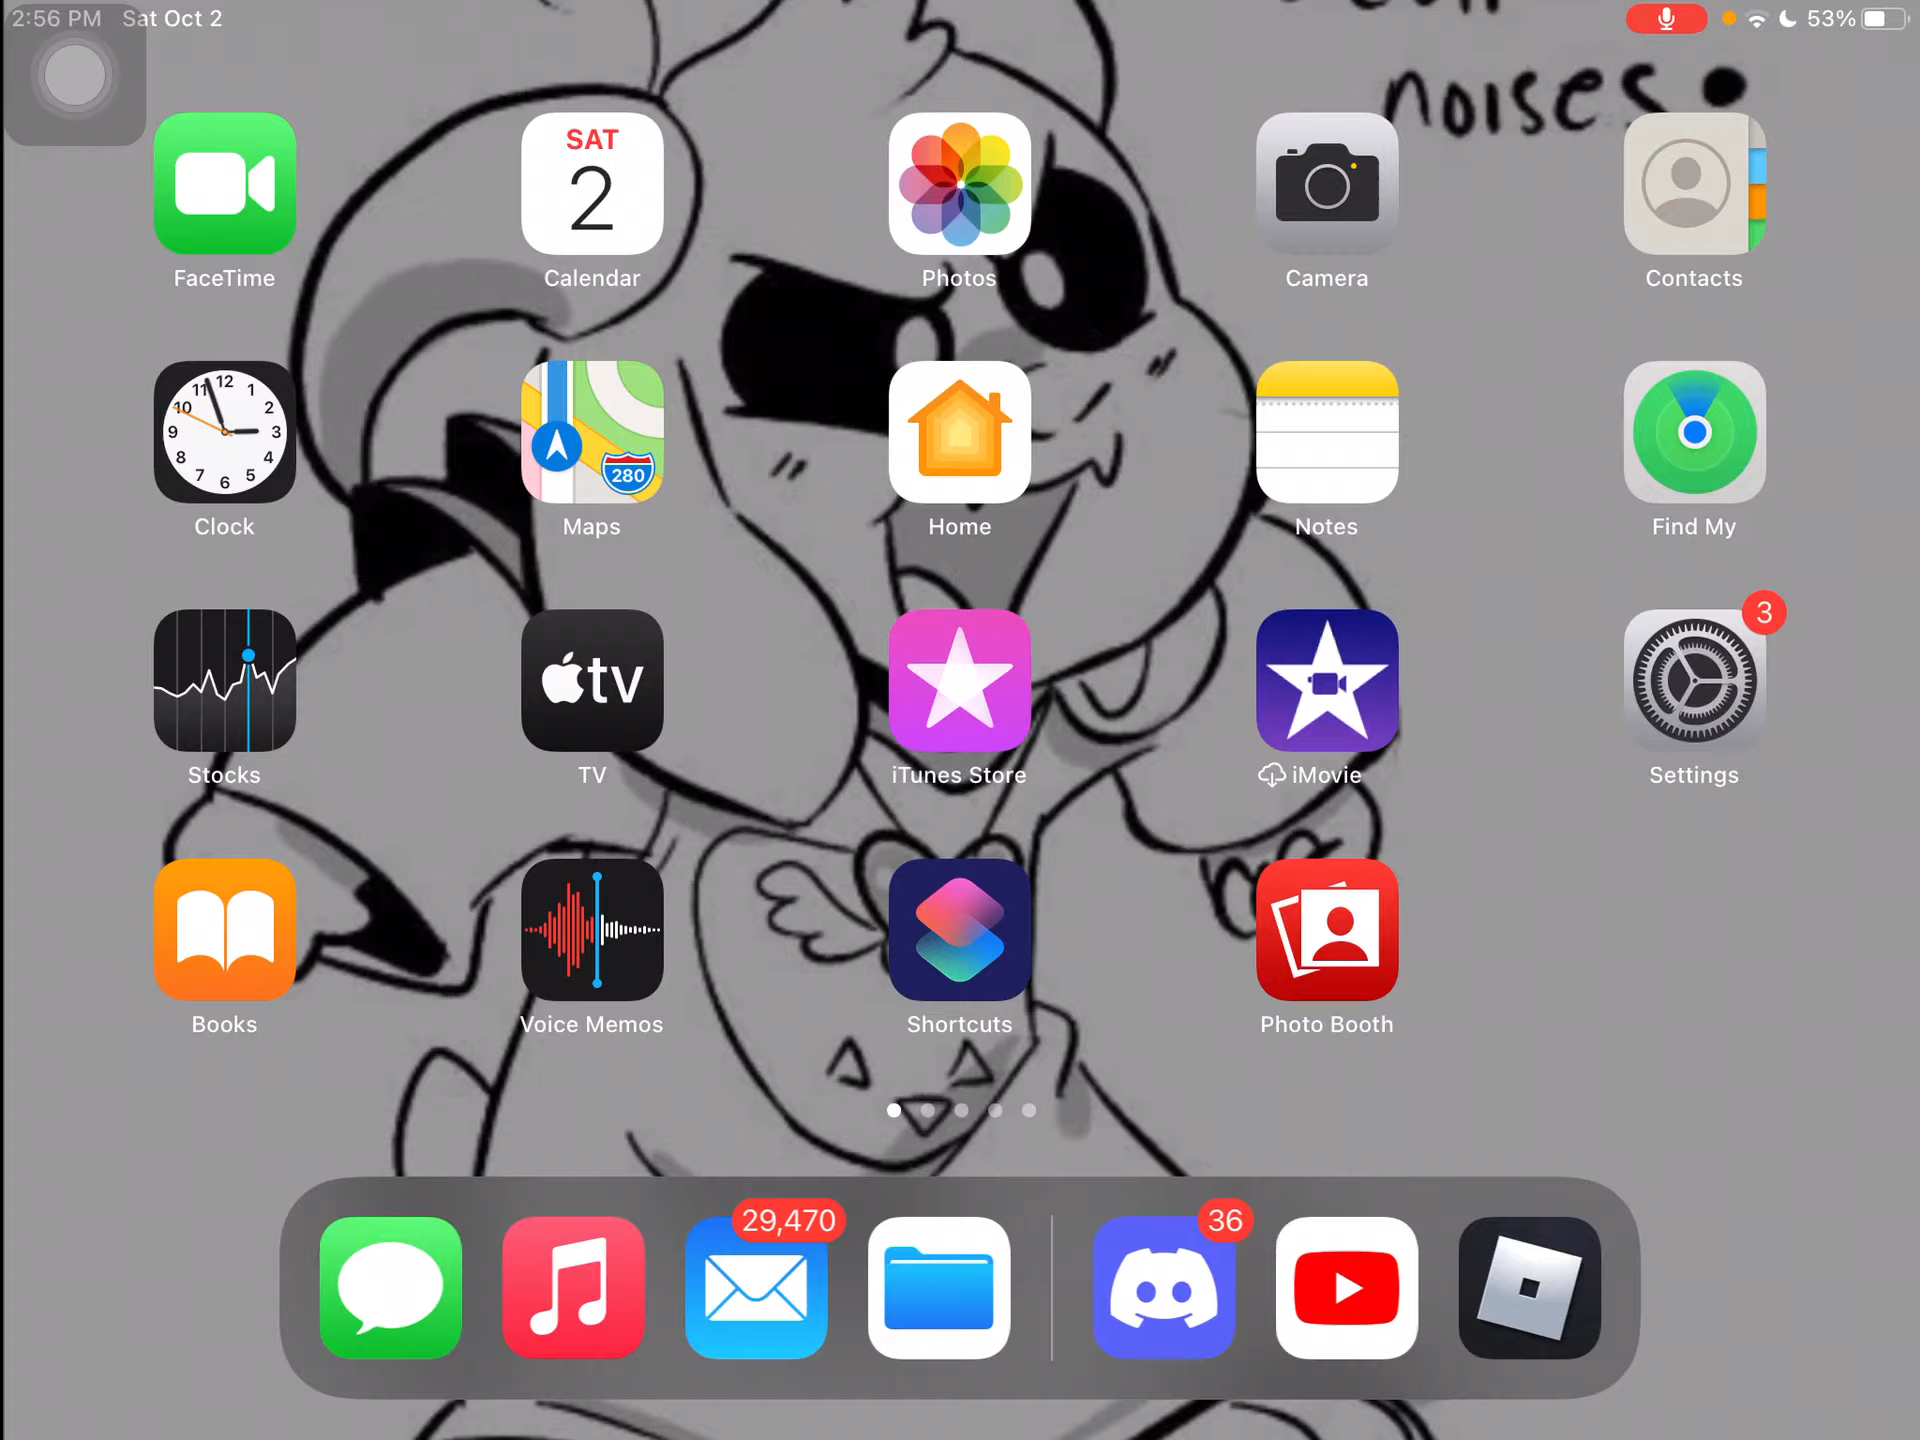 2:56 PM Sat Oct 2
53%
noises
SAT
2
FaceTime
Calendar
Photos
Camera
Contacts
12
11 1
10 2
9 3
8 4
7 5
6
280
Clock
Maps
Home
Notes
Find My
tv
3
Stocks
TV
iTunes Store
iMovie
Settings
Books
Voice Memos
Shortcuts
Photo Booth
29,470
36